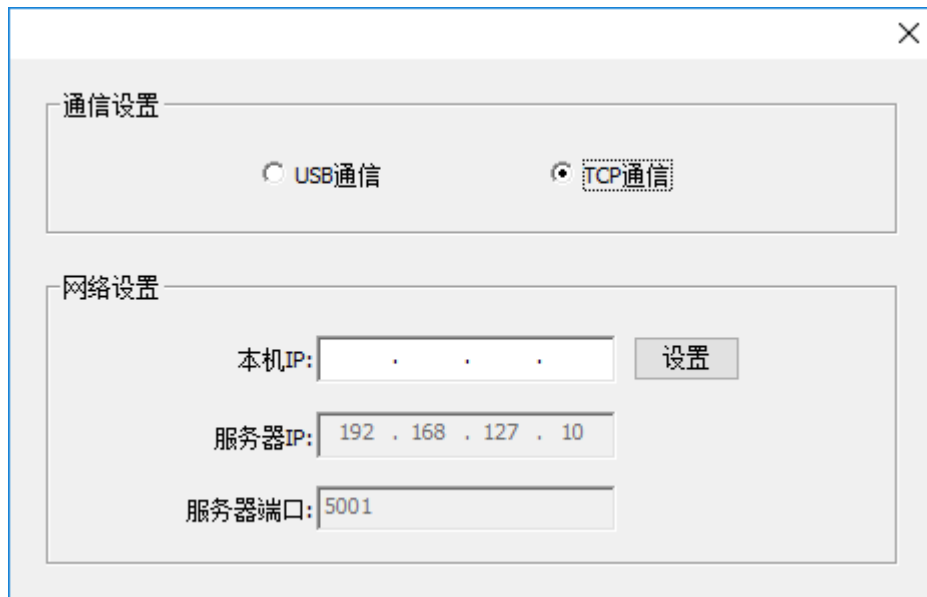 通信设置
USB通信 TCP通信
网络设置
本机IP: . . . 设置
服务器IP: 192 . 168 . 127 . 10
服务器端口: 5001